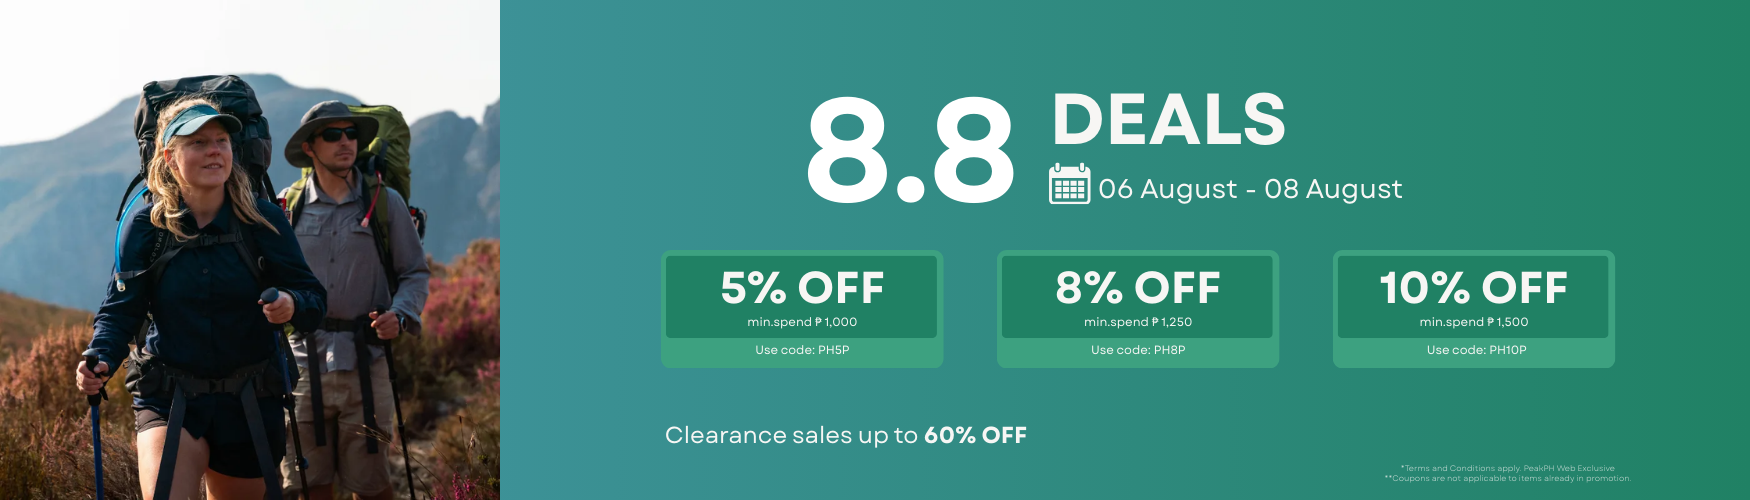 8.8 DEALS
06 August - 08 August
5% OFF
min.spend ₱ 1,000
Use code: PH5P
8% OFF
min.spend ₱ 1,250
Use code: PH8P
10% OFF
min.spend ₱ 1,500
Use code: PH10P
Clearance sales up to 60% OFF
*Terms and Conditions apply. PeakPH Web Exclusive
**Coupons are not applicable to items already in promotion.